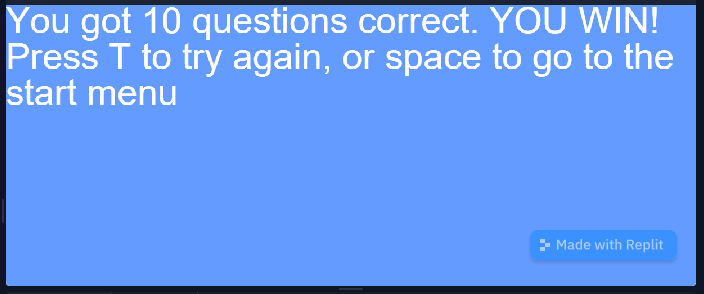 You got 10 questions correct. YOU WIN!
Press T to try again, or space to go to the
start menu
Made with Replit